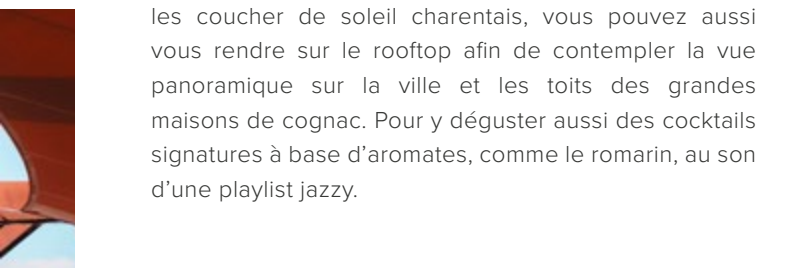 les coucher de soleil charentais, vous pouvez aussi
vous rendre sur le rooftop afin de contempler la vue
panoramique sur la ville et les toits des grandes
maisons de cognac. Pour y déguster aussi des cocktails
signatures à base d’aromates, comme le romarin, au son
d’une playlist jazzy.